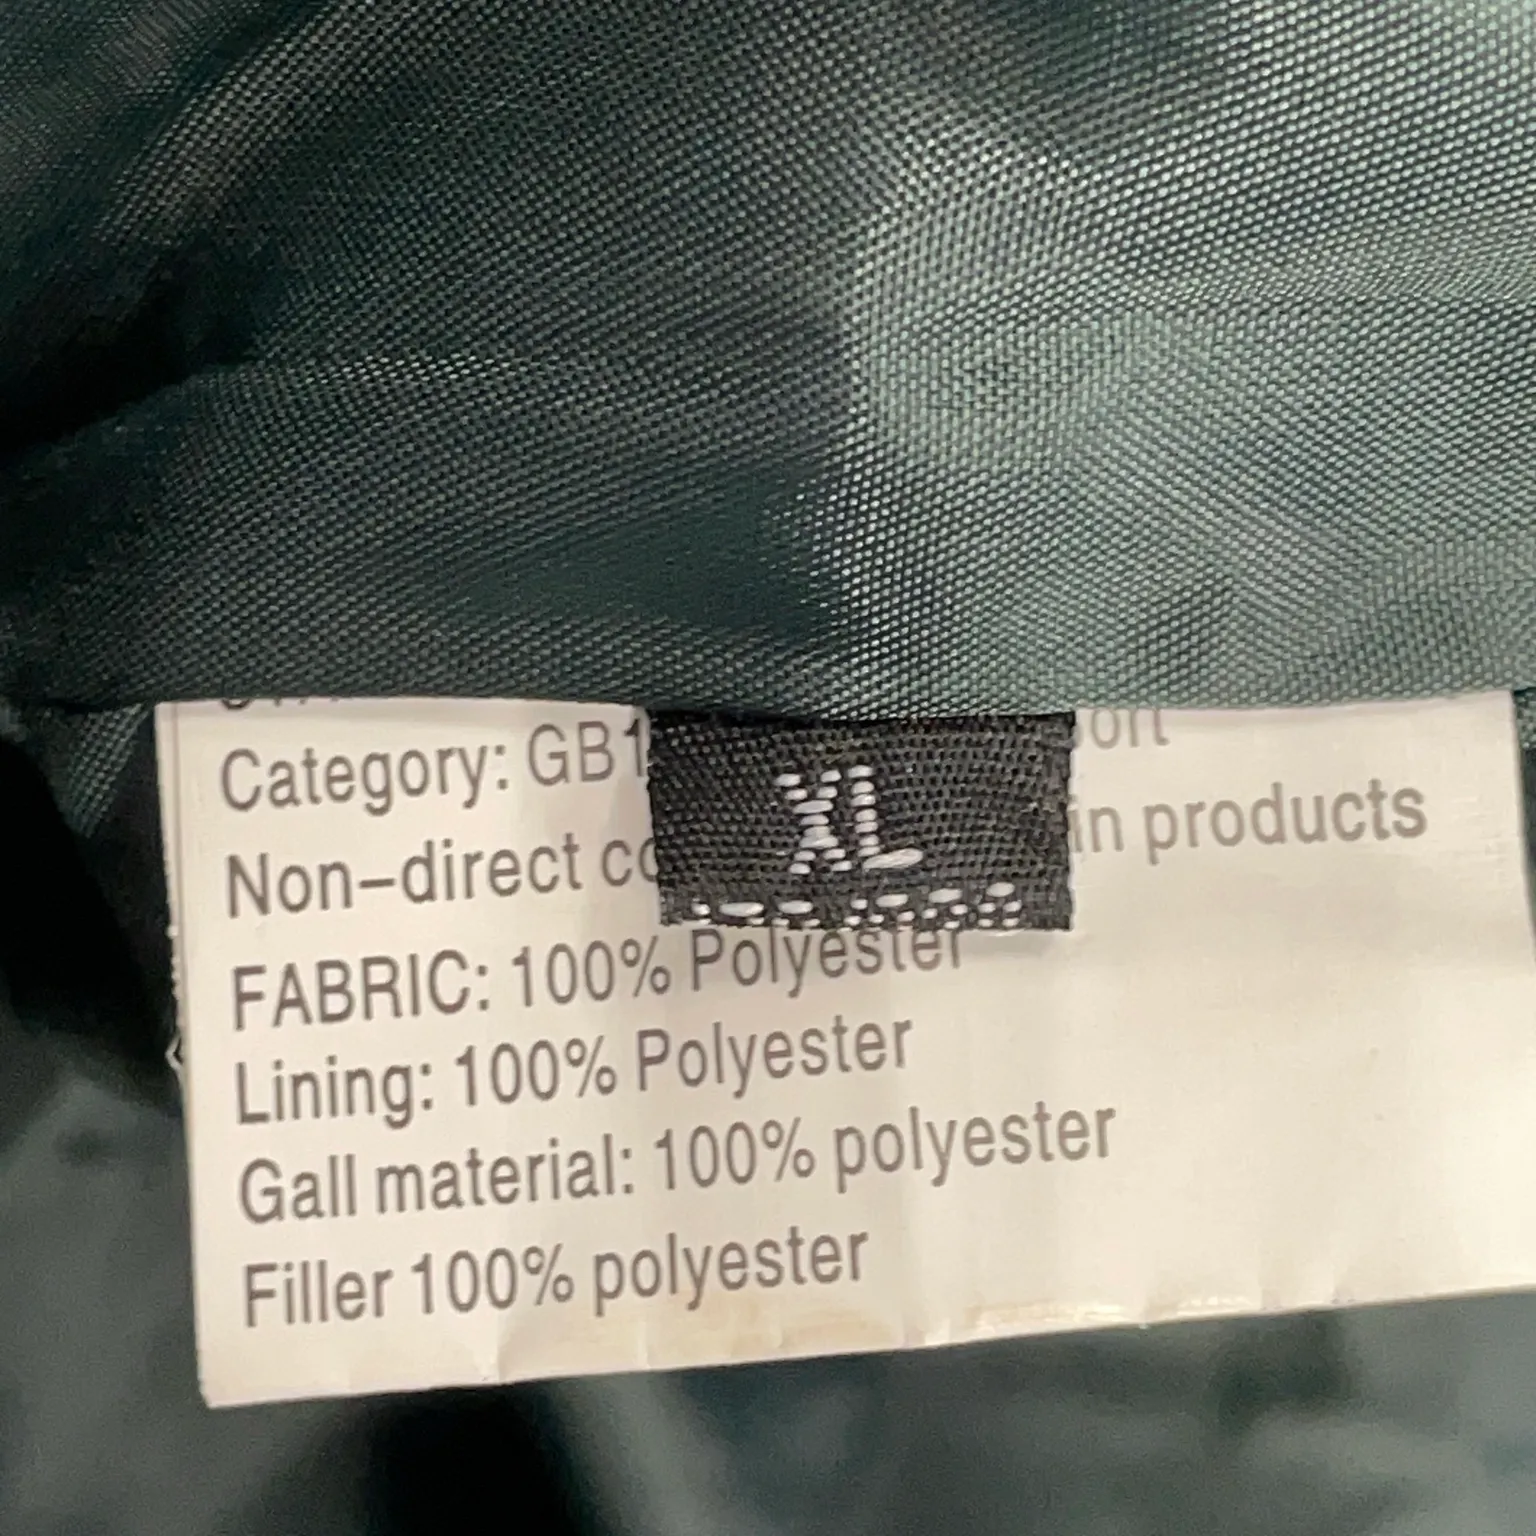 Category: GB1
XL
Non-direct in products
FABRIC: 100% Polyester
Lining: 100% Polyester
Gall material: 100% polyester
Filler 100% polyester